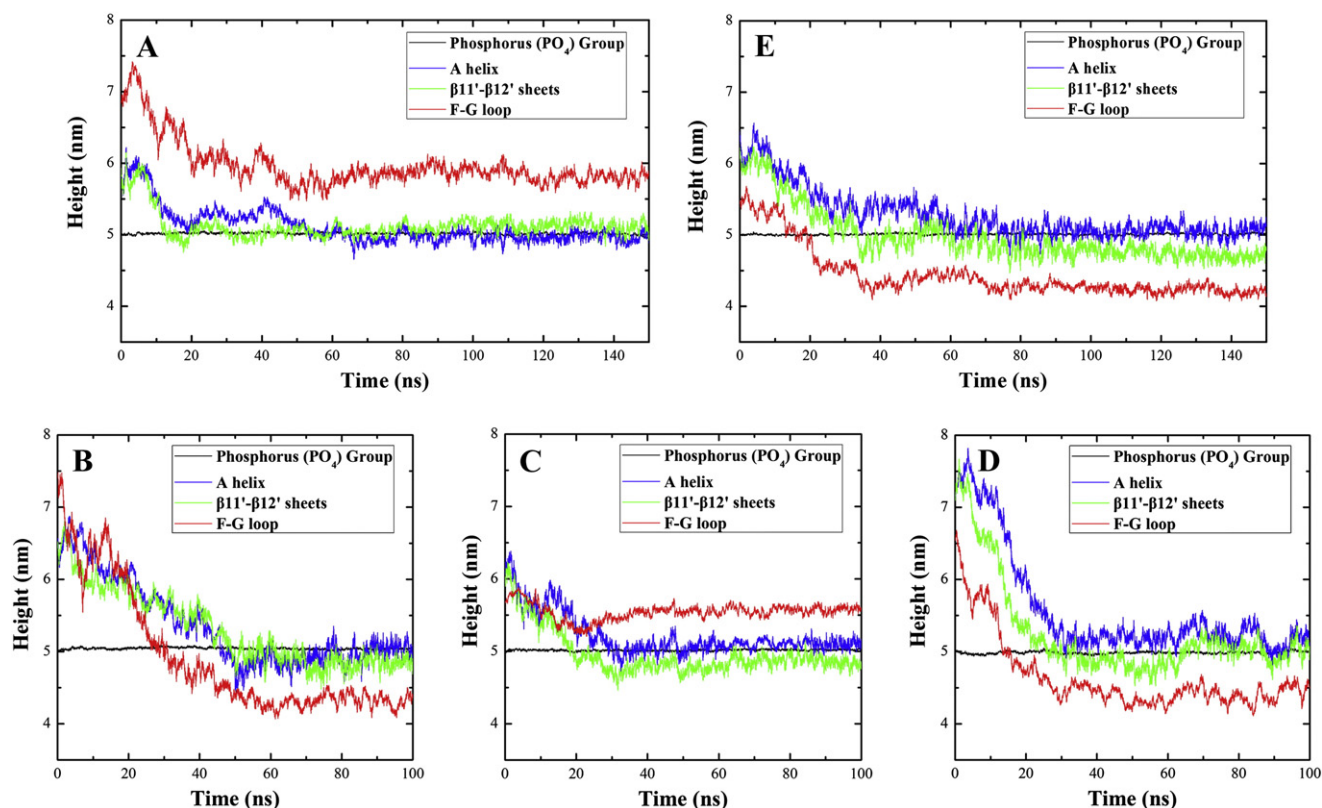 A
Phosphorus (PO4) Group
A helix
β11'-β12' sheets
F-G loop
8
7
6
5
4
Height (nm)
0 20 40 60 80 100 120 140
Time (ns)
E
Phosphorus (PO4) Group
A helix
β11'-β12' sheets
F-G loop
8
7
6
5
4
Height (nm)
0 20 40 60 80 100 120 140
Time (ns)
B
Phosphorus (PO4) Group
A helix
β11'-β12' sheets
F-G loop
8
7
6
5
4
Height (nm)
0 20 40 60 80 100
Time (ns)
C
Phosphorus (PO4) Group
A helix
β11'-β12' sheets
F-G loop
8
7
6
5
4
Height (nm)
0 20 40 60 80 100
Time (ns)
D
Phosphorus (PO4) Group
A helix
β11'-β12' sheets
F-G loop
8
7
6
5
4
Height (nm)
0 20 40 60 80 100
Time (ns)